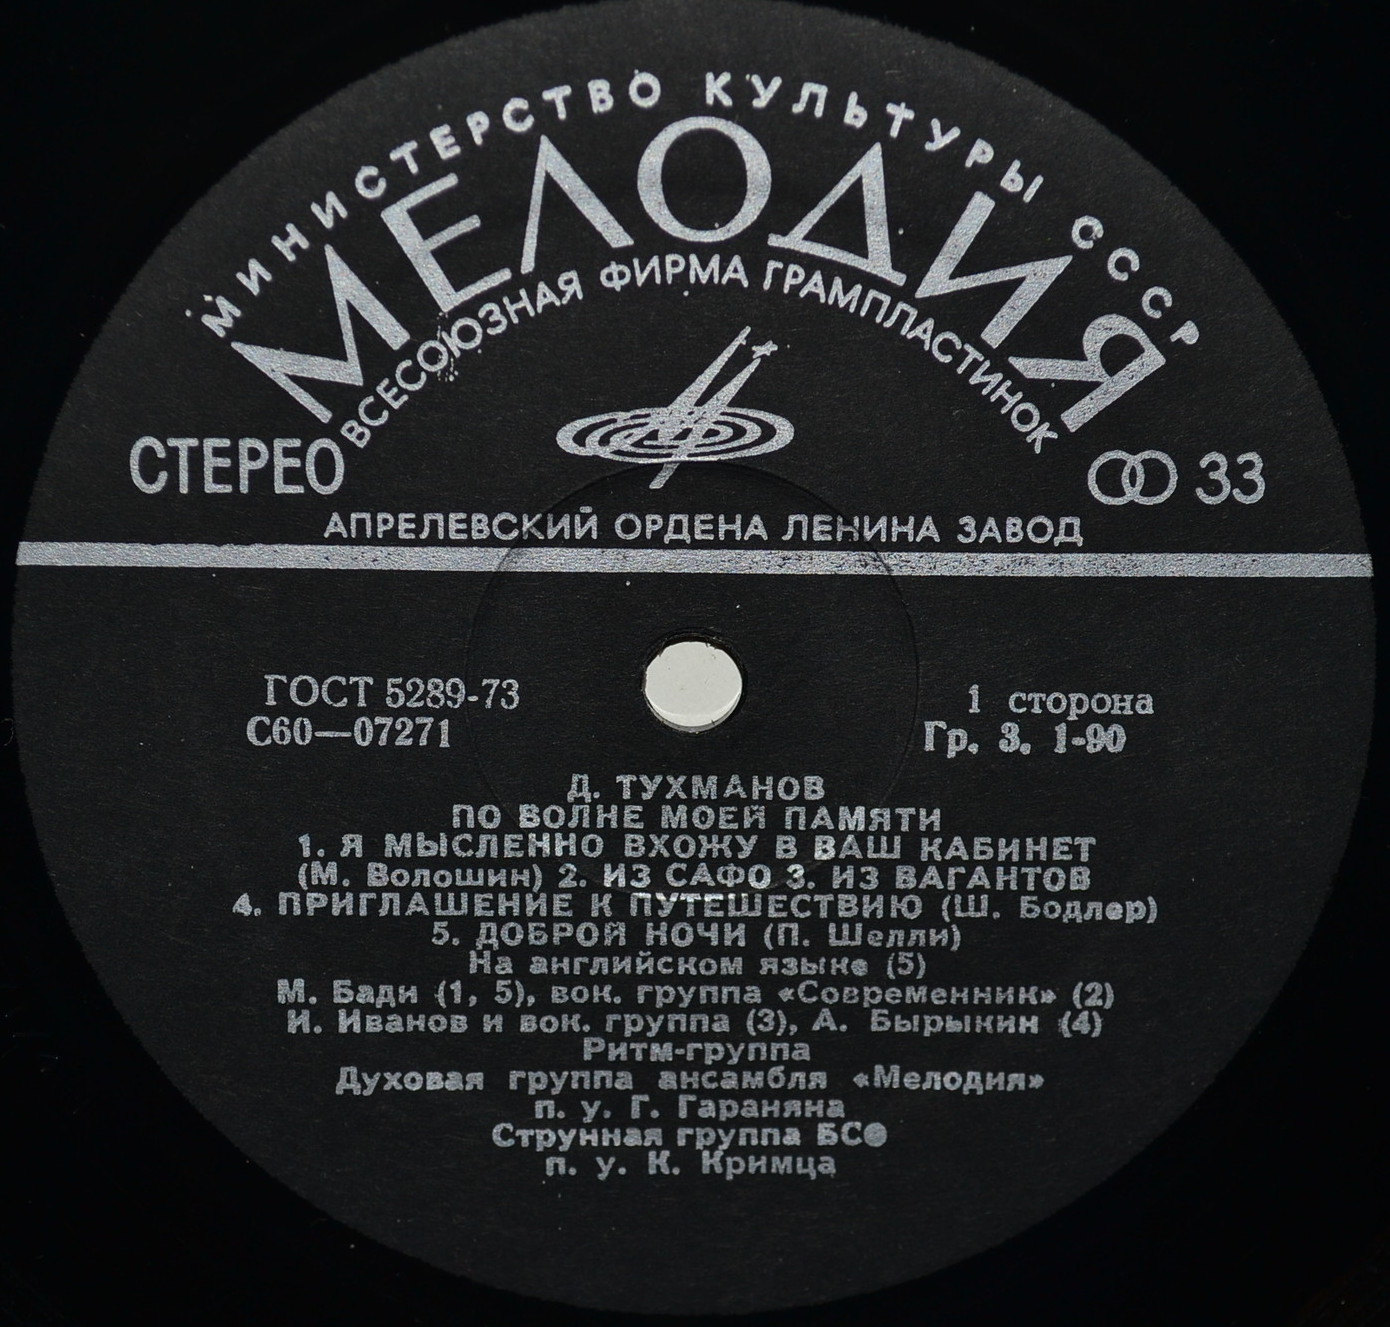 МИНИСТЕРСТВО КУЛЬТУРЫ СССР
МЕЛОДИЯ
ВСЕСОЮЗНАЯ ФИРМА ГРАМПЛАСТИНОК
СТЕРЕО
33
АПРЕЛЕВСКИЙ ОРДЕНА ЛЕНИНА ЗАВОД
ГОСТ 5289-73
С60—07271
1 сторона
Гр. 3. 1-90
Д. ТУХМАНОВ
ПО ВОЛНЕ МОЕЙ ПАМЯТИ
1. Я МЫСЛЕННО ВХОЖУ В ВАШ КАБИНЕТ
(М. Волошин) 2. ИЗ САФО 3. ИЗ ВАГАНТОВ
4. ПРИГЛАШЕНИЕ К ПУТЕШЕСТВИЮ (Ш. Бодлер)
5. ДОБРОЙ НОЧИ (П. Шелли)
На английском языке (5)
М. Бади (1, 5), вок. группа «Современник» (2)
И. Иванов и вок. группа (3), А. Бырыкин (4)
Ритм-группа
Духовая группа ансамбля «Мелодия»
п. у. Г. Гараняна
Струнная группа БСО
п. у. К. Кримца